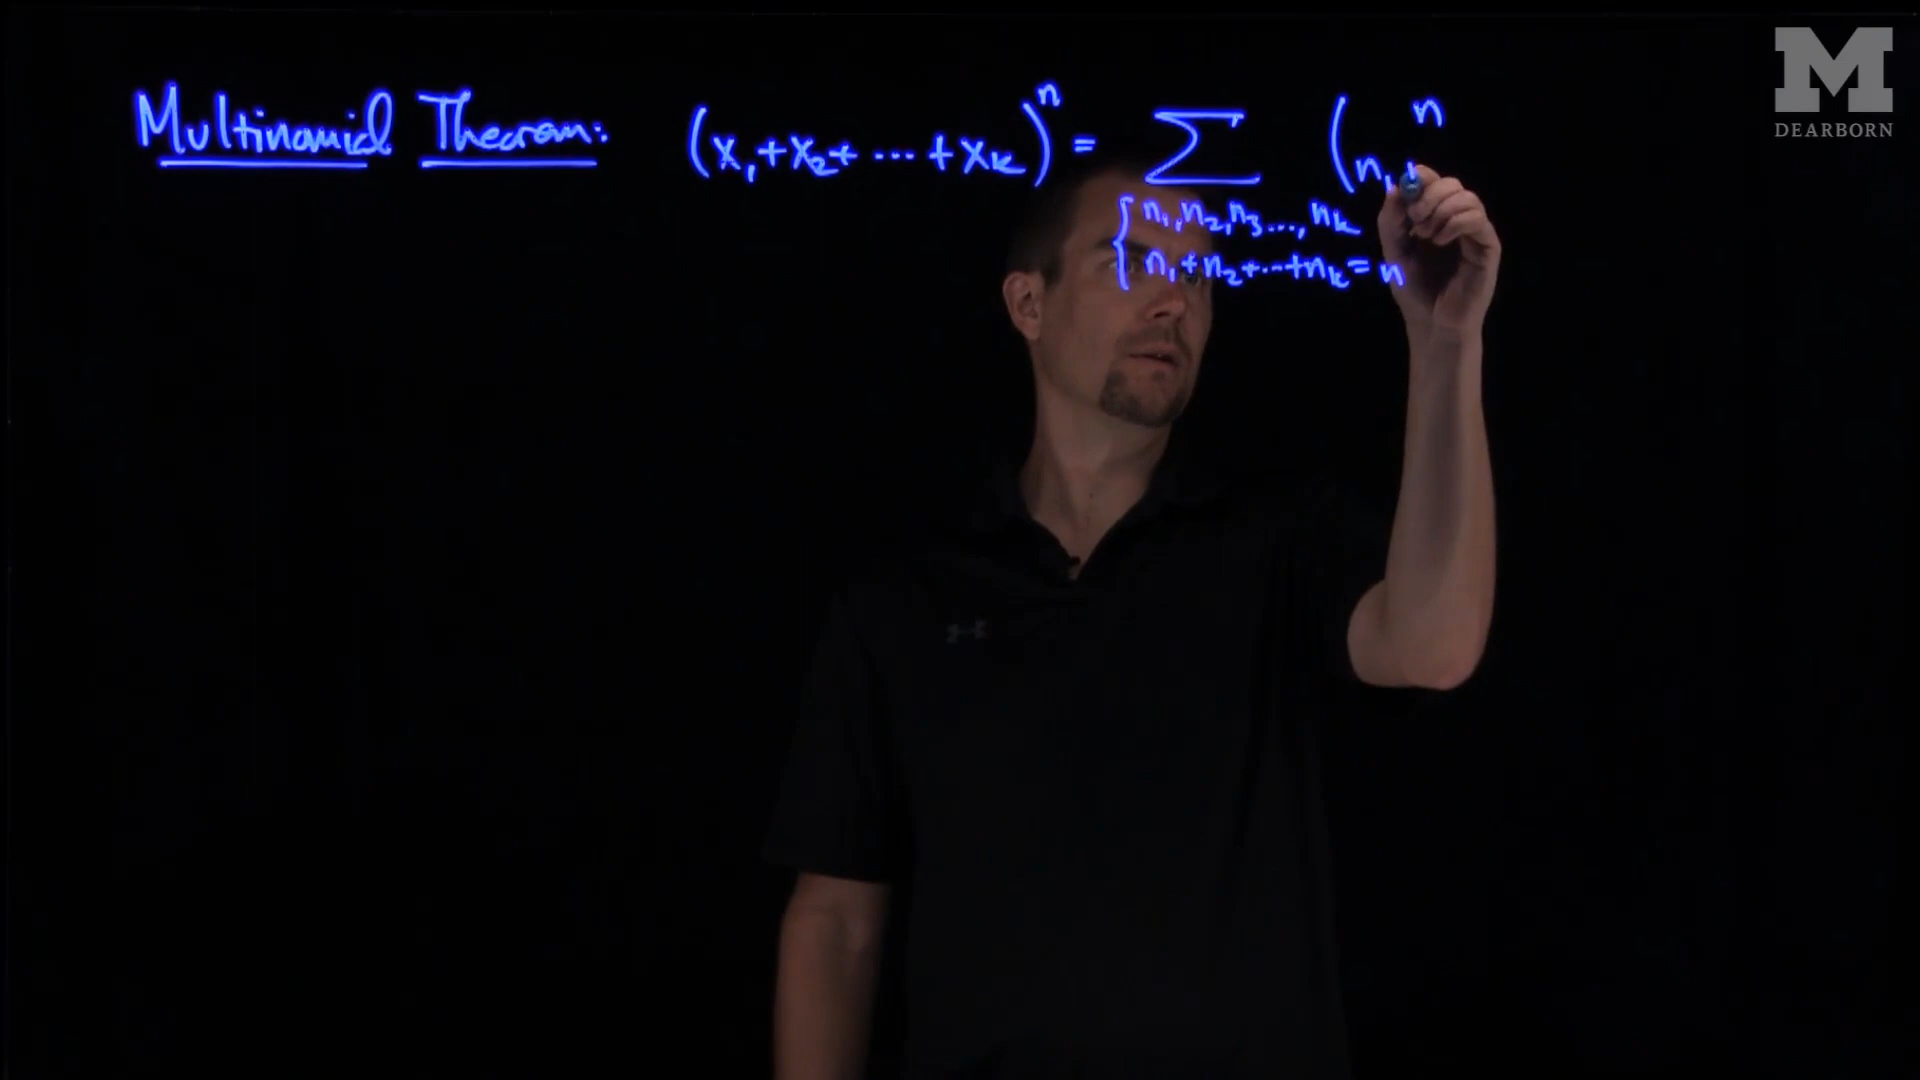 Multinomial Theorem: (x₁+x₂+ ⋯ +xₖ)ⁿ = ∑ ( n
n₁,
{ n₁,n₂,n₃…,nₖ
n₁+n₂+⋯+nₖ=n
M
DEARBORN